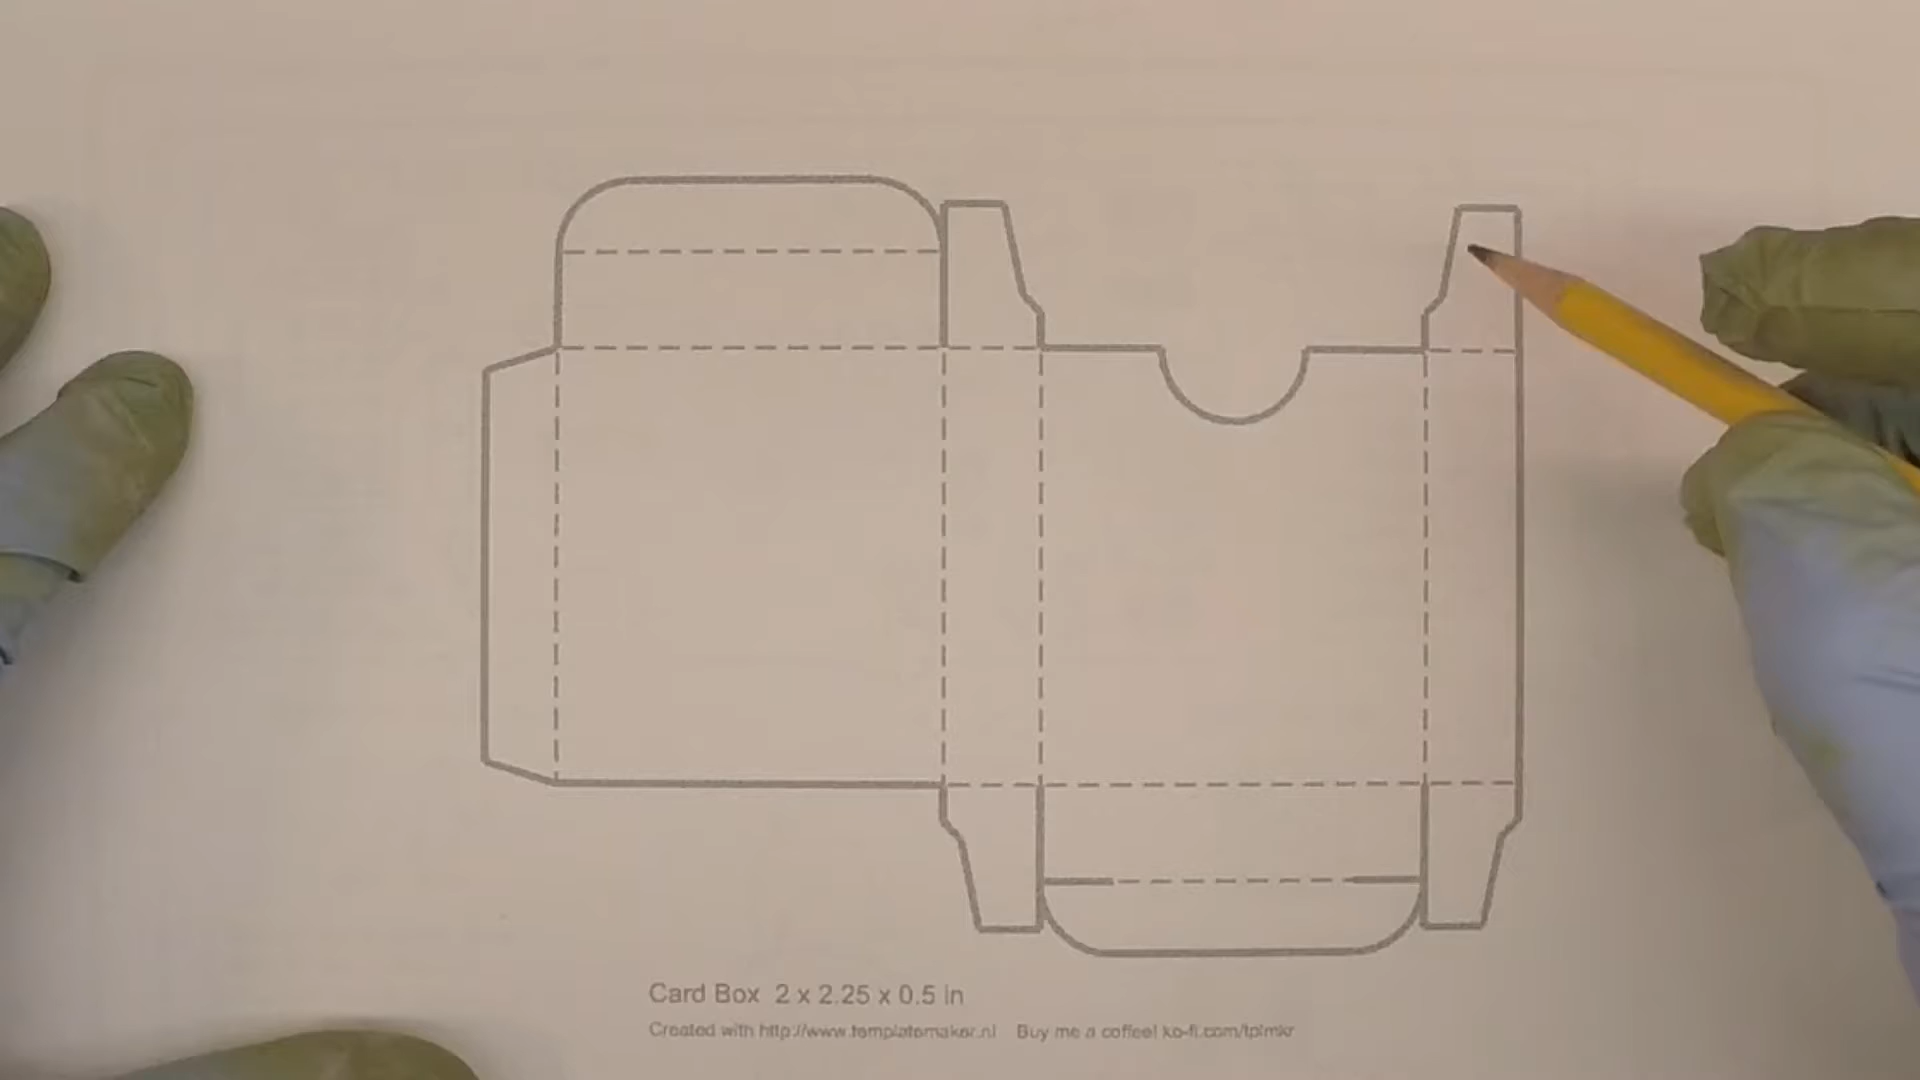 Card Box 2 x 2.25 x 0.5 in
Created with http://www.templatemaker.nl Buy me a coffee! ko-fi.com/tplmkr